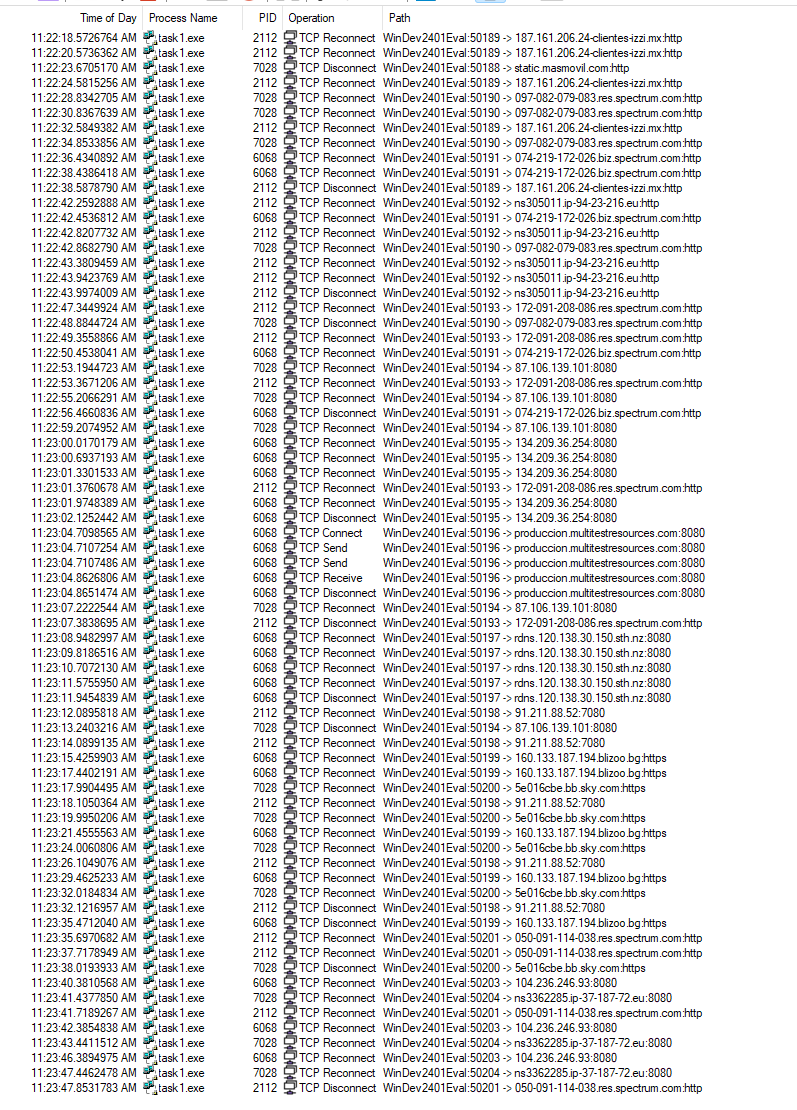 Time of Day Process Name PID Operation Path
11:22:18.5726764 AM task1.exe 2112 TCP Reconnect WinDev2401Eval:50189 -> 187.161.206.24-clientes-izzi.mx:http
11:22:20.5736362 AM task1.exe 2112 TCP Reconnect WinDev2401Eval:50189 -> 187.161.206.24-clientes-izzi.mx:http
11:22:23.6705170 AM task1.exe 7028 TCP Disconnect WinDev2401Eval:50188 -> static.masmovil.com:http
11:22:24.5815256 AM task1.exe 2112 TCP Reconnect WinDev2401Eval:50189 -> 187.161.206.24-clientes-izzi.mx:http
11:22:28.8342705 AM task1.exe 7028 TCP Reconnect WinDev2401Eval:50190 -> 097-082-079-083.res.spectrum.com:http
11:22:30.8367639 AM task1.exe 7028 TCP Reconnect WinDev2401Eval:50190 -> 097-082-079-083.res.spectrum.com:http
11:22:32.5849382 AM task1.exe 2112 TCP Reconnect WinDev2401Eval:50189 -> 187.161.206.24-clientes-izzi.mx:http
11:22:34.8533856 AM task1.exe 7028 TCP Reconnect WinDev2401Eval:50190 -> 097-082-079-083.res.spectrum.com:http
11:22:36.4340892 AM task1.exe 6068 TCP Reconnect WinDev2401Eval:50191 -> 074-219-172-026.biz.spectrum.com:http
11:22:38.4386418 AM task1.exe 6068 TCP Reconnect WinDev2401Eval:50191 -> 074-219-172-026.biz.spectrum.com:http
11:22:38.5878790 AM task1.exe 2112 TCP Disconnect WinDev2401Eval:50189 -> 187.161.206.24-clientes-izzi.mx:http
11:22:42.2592888 AM task1.exe 2112 TCP Reconnect WinDev2401Eval:50192 -> ns305011.ip-94-23-216.eu:http
11:22:42.4536812 AM task1.exe 6068 TCP Reconnect WinDev2401Eval:50191 -> 074-219-172-026.biz.spectrum.com:http
11:22:42.8207732 AM task1.exe 2112 TCP Reconnect WinDev2401Eval:50192 -> ns305011.ip-94-23-216.eu:http
11:22:42.8682790 AM task1.exe 7028 TCP Reconnect WinDev2401Eval:50190 -> 097-082-079-083.res.spectrum.com:http
11:22:43.3809459 AM task1.exe 2112 TCP Reconnect WinDev2401Eval:50192 -> ns305011.ip-94-23-216.eu:http
11:22:43.9423769 AM task1.exe 2112 TCP Reconnect WinDev2401Eval:50192 -> ns305011.ip-94-23-216.eu:http
11:22:43.9974009 AM task1.exe 2112 TCP Disconnect WinDev2401Eval:50192 -> ns305011.ip-94-23-216.eu:http
11:22:47.3449924 AM task1.exe 2112 TCP Reconnect WinDev2401Eval:50193 -> 172-091-208-086.res.spectrum.com:http
11:22:48.8844724 AM task1.exe 7028 TCP Disconnect WinDev2401Eval:50190 -> 097-082-079-083.res.spectrum.com:http
11:22:49.3558866 AM task1.exe 2112 TCP Reconnect WinDev2401Eval:50193 -> 172-091-208-086.res.spectrum.com:http
11:22:50.4538041 AM task1.exe 6068 TCP Reconnect WinDev2401Eval:50191 -> 074-219-172-026.biz.spectrum.com:http
11:22:53.1944723 AM task1.exe 7028 TCP Reconnect WinDev2401Eval:50194 -> 87.106.139.101:8080
11:22:53.3671206 AM task1.exe 2112 TCP Reconnect WinDev2401Eval:50193 -> 172-091-208-086.res.spectrum.com:http
11:22:55.2066291 AM task1.exe 7028 TCP Reconnect WinDev2401Eval:50194 -> 87.106.139.101:8080
11:22:56.4660836 AM task1.exe 6068 TCP Disconnect WinDev2401Eval:50191 -> 074-219-172-026.biz.spectrum.com:http
11:22:59.2074952 AM task1.exe 7028 TCP Reconnect WinDev2401Eval:50194 -> 87.106.139.101:8080
11:23:00.0170179 AM task1.exe 6068 TCP Reconnect WinDev2401Eval:50195 -> 134.209.36.254:8080
11:23:00.6937193 AM task1.exe 6068 TCP Reconnect WinDev2401Eval:50195 -> 134.209.36.254:8080
11:23:01.3301533 AM task1.exe 6068 TCP Reconnect WinDev2401Eval:50195 -> 134.209.36.254:8080
11:23:01.3760678 AM task1.exe 2112 TCP Reconnect WinDev2401Eval:50193 -> 172-091-208-086.res.spectrum.com:http
11:23:01.9748389 AM task1.exe 6068 TCP Reconnect WinDev2401Eval:50195 -> 134.209.36.254:8080
11:23:02.1252442 AM task1.exe 6068 TCP Disconnect WinDev2401Eval:50195 -> 134.209.36.254:8080
11:23:04.7098565 AM task1.exe 6068 TCP Connect WinDev2401Eval:50196 -> produccion.multitestresources.com:8080
11:23:04.7107254 AM task1.exe 6068 TCP Send WinDev2401Eval:50196 -> produccion.multitestresources.com:8080
11:23:04.7107486 AM task1.exe 6068 TCP Send WinDev2401Eval:50196 -> produccion.multitestresources.com:8080
11:23:04.8626806 AM task1.exe 6068 TCP Receive WinDev2401Eval:50196 -> produccion.multitestresources.com:8080
11:23:04.8651474 AM task1.exe 6068 TCP Disconnect WinDev2401Eval:50196 -> produccion.multitestresources.com:8080
11:23:07.2222544 AM task1.exe 7028 TCP Reconnect WinDev2401Eval:50194 -> 87.106.139.101:8080
11:23:07.3838695 AM task1.exe 2112 TCP Disconnect WinDev2401Eval:50193 -> 172-091-208-086.res.spectrum.com:http
11:23:08.9482997 AM task1.exe 6068 TCP Reconnect WinDev2401Eval:50197 -> rdns.120.138.30.150.sth.nz:8080
11:23:09.8186516 AM task1.exe 6068 TCP Reconnect WinDev2401Eval:50197 -> rdns.120.138.30.150.sth.nz:8080
11:23:10.7072130 AM task1.exe 6068 TCP Reconnect WinDev2401Eval:50197 -> rdns.120.138.30.150.sth.nz:8080
11:23:11.5755950 AM task1.exe 6068 TCP Reconnect WinDev2401Eval:50197 -> rdns.120.138.30.150.sth.nz:8080
11:23:11.9454839 AM task1.exe 6068 TCP Disconnect WinDev2401Eval:50197 -> rdns.120.138.30.150.sth.nz:8080
11:23:12.0895818 AM task1.exe 2112 TCP Reconnect WinDev2401Eval:50198 -> 91.211.88.52:7080
11:23:13.2403216 AM task1.exe 7028 TCP Disconnect WinDev2401Eval:50194 -> 87.106.139.101:8080
11:23:14.0899135 AM task1.exe 2112 TCP Reconnect WinDev2401Eval:50198 -> 91.211.88.52:7080
11:23:15.4259903 AM task1.exe 6068 TCP Reconnect WinDev2401Eval:50199 -> 160.133.187.194.blizoo.bg:https
11:23:17.4402191 AM task1.exe 6068 TCP Reconnect WinDev2401Eval:50199 -> 160.133.187.194.blizoo.bg:https
11:23:17.9904495 AM task1.exe 7028 TCP Reconnect WinDev2401Eval:50200 -> 5e016cbe.bb.sky.com:https
11:23:18.1050364 AM task1.exe 2112 TCP Reconnect WinDev2401Eval:50198 -> 91.211.88.52:7080
11:23:19.9950206 AM task1.exe 7028 TCP Reconnect WinDev2401Eval:50200 -> 5e016cbe.bb.sky.com:https
11:23:21.4555563 AM task1.exe 6068 TCP Reconnect WinDev2401Eval:50199 -> 160.133.187.194.blizoo.bg:https
11:23:24.0060806 AM task1.exe 7028 TCP Reconnect WinDev2401Eval:50200 -> 5e016cbe.bb.sky.com:https
11:23:26.1049076 AM task1.exe 2112 TCP Reconnect WinDev2401Eval:50198 -> 91.211.88.52:7080
11:23:29.4625233 AM task1.exe 6068 TCP Reconnect WinDev2401Eval:50199 -> 160.133.187.194.blizoo.bg:https
11:23:32.0184834 AM task1.exe 7028 TCP Reconnect WinDev2401Eval:50200 -> 5e016cbe.bb.sky.com:https
11:23:32.1216957 AM task1.exe 2112 TCP Disconnect WinDev2401Eval:50198 -> 91.211.88.52:7080
11:23:35.4712040 AM task1.exe 6068 TCP Disconnect WinDev2401Eval:50199 -> 160.133.187.194.blizoo.bg:https
11:23:35.6970682 AM task1.exe 2112 TCP Reconnect WinDev2401Eval:50201 -> 050-091-114-038.res.spectrum.com:http
11:23:37.7178949 AM task1.exe 2112 TCP Reconnect WinDev2401Eval:50201 -> 050-091-114-038.res.spectrum.com:http
11:23:38.0193933 AM task1.exe 7028 TCP Disconnect WinDev2401Eval:50200 -> 5e016cbe.bb.sky.com:https
11:23:40.3810568 AM task1.exe 6068 TCP Reconnect WinDev2401Eval:50203 -> 104.236.246.93:8080
11:23:41.4377850 AM task1.exe 7028 TCP Reconnect WinDev2401Eval:50204 -> ns3362285.ip-37-187-72.eu:8080
11:23:41.7189267 AM task1.exe 2112 TCP Reconnect WinDev2401Eval:50201 -> 050-091-114-038.res.spectrum.com:http
11:23:42.3854838 AM task1.exe 6068 TCP Reconnect WinDev2401Eval:50203 -> 104.236.246.93:8080
11:23:43.4411512 AM task1.exe 7028 TCP Reconnect WinDev2401Eval:50204 -> ns3362285.ip-37-187-72.eu:8080
11:23:46.3894975 AM task1.exe 6068 TCP Reconnect WinDev2401Eval:50203 -> 104.236.246.93:8080
11:23:47.4462478 AM task1.exe 7028 TCP Reconnect WinDev2401Eval:50204 -> ns3362285.ip-37-187-72.eu:8080
11:23:47.8531783 AM task1.exe 2112 TCP Disconnect WinDev2401Eval:50201 -> 050-091-114-038.res.spectrum.com:http